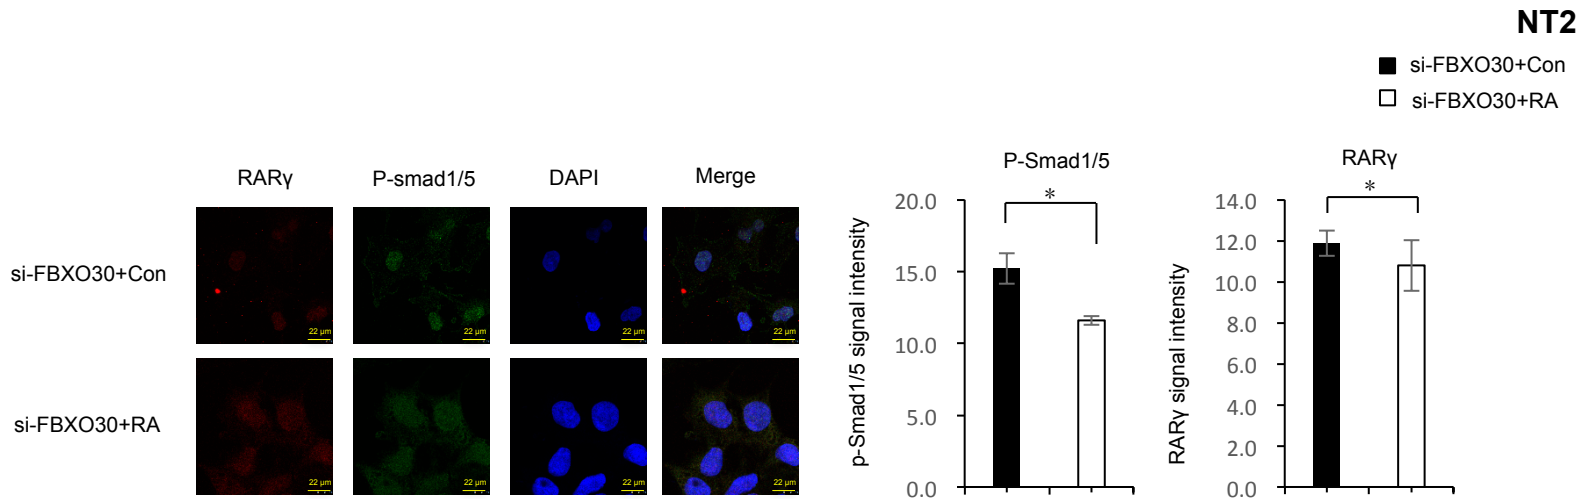 NT2
si-FBXO30+Con
si-FBXO30+RA
RARγ P-smad1/5 DAPI Merge
si-FBXO30+Con
22 µm 22 µm 22 µm 22 µm
si-FBXO30+RA
22 µm 22 µm 22 µm 22 µm
P-Smad1/5
*
p-Smad1/5 signal intensity
20.0
15.0
10.0
5.0
0.0
RARγ
*
RARγ signal intensity
14.0
12.0
10.0
8.0
6.0
4.0
2.0
0.0